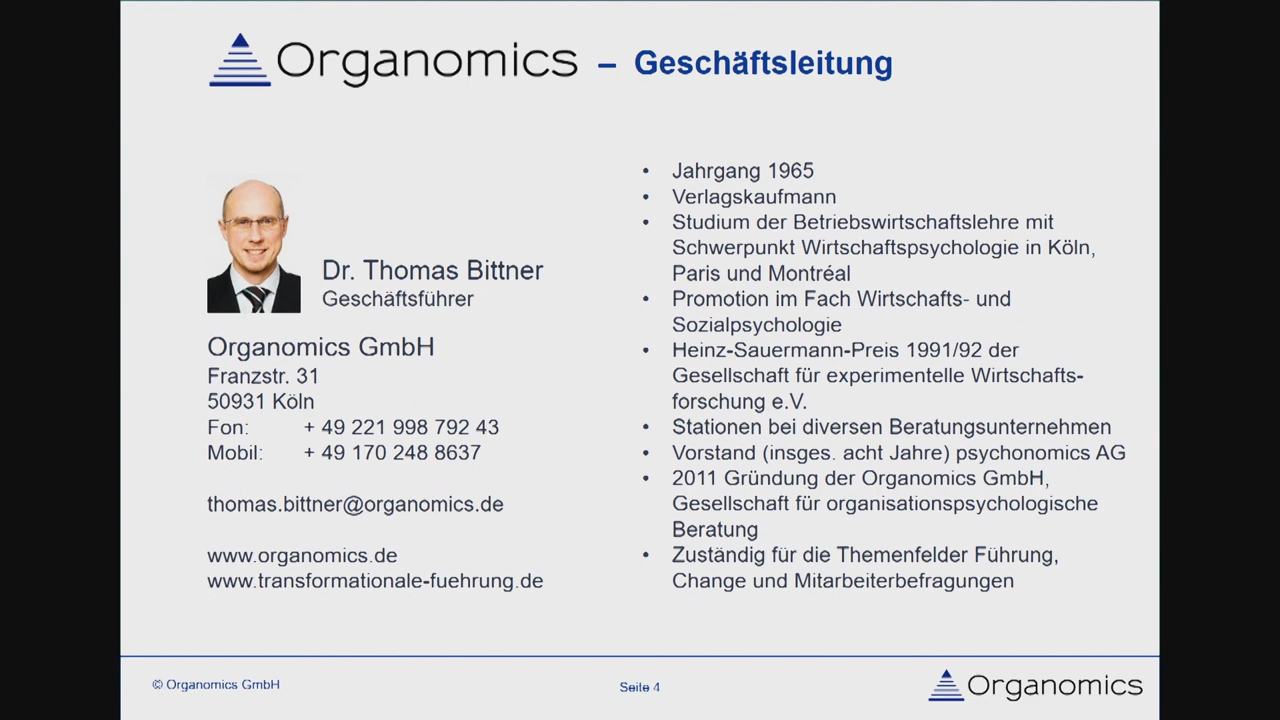 Organomics – Geschäftsleitung
Dr. Thomas Bittner
Geschäftsführer
Organomics GmbH
Franzstr. 31
50931 Köln
Fon: + 49 221 998 792 43
Mobil: + 49 170 248 8637
thomas.bittner@organomics.de
www.organomics.de
www.transformationale-fuehrung.de
• Jahrgang 1965
• Verlagskaufmann
• Studium der Betriebswirtschaftslehre mit
Schwerpunkt Wirtschaftspsychologie in Köln,
Paris und Montréal
• Promotion im Fach Wirtschafts- und
Sozialpsychologie
• Heinz-Sauermann-Preis 1991/92 der
Gesellschaft für experimentelle Wirtschafts-
forschung e.V.
• Stationen bei diversen Beratungsunternehmen
• Vorstand (insges. acht Jahre) psychonomics AG
• 2011 Gründung der Organomics GmbH,
Gesellschaft für organisationspsychologische
Beratung
• Zuständig für die Themenfelder Führung,
Change und Mitarbeiterbefragungen
© Organomics GmbH
Seite 4
Organomics